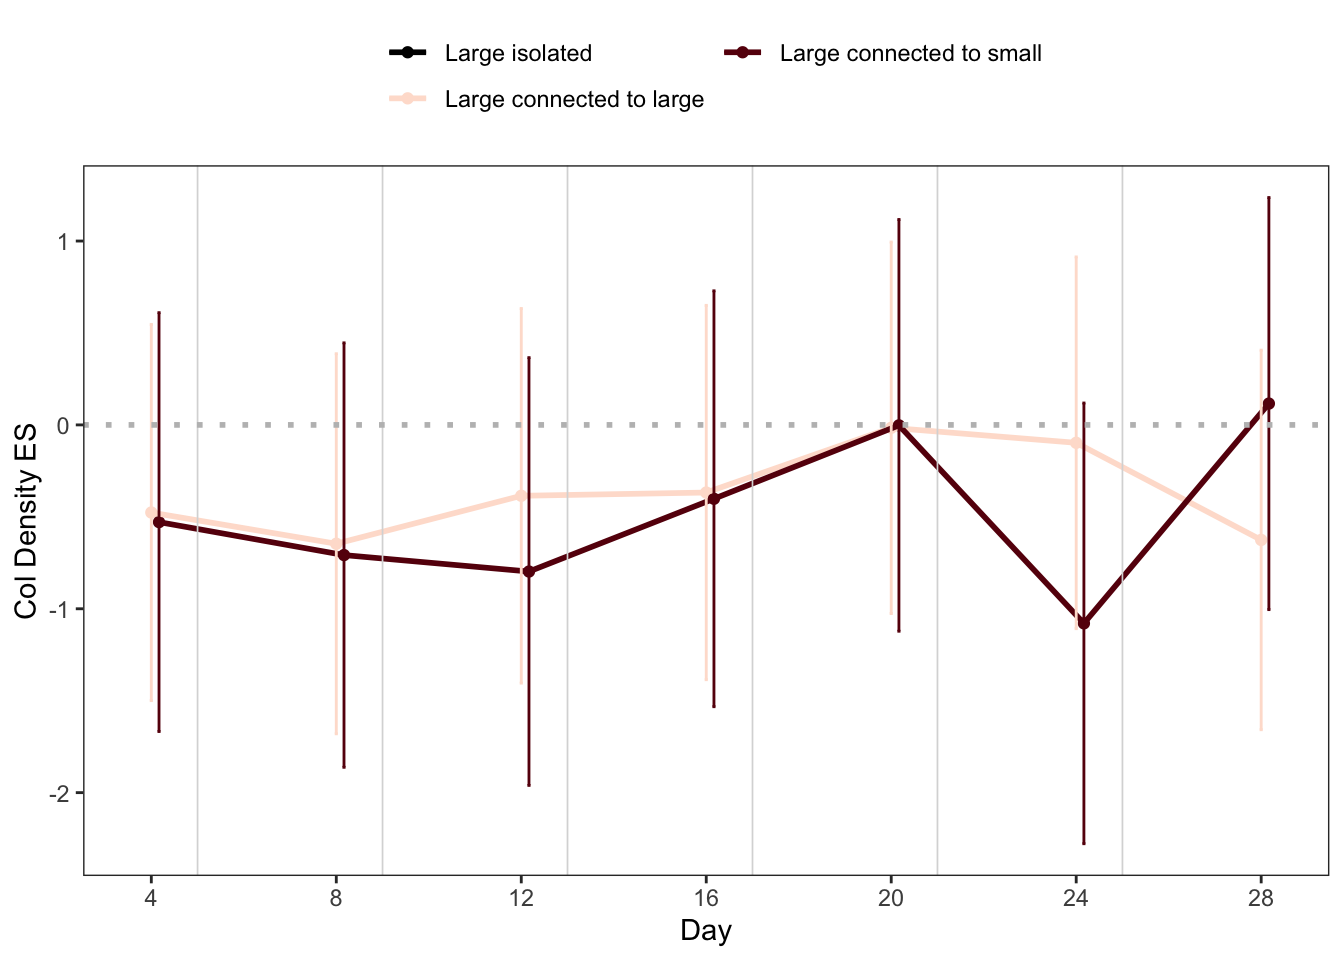 Large isolated
Large connected to small
Large connected to large
Col Density ES
1
0
-1
-2
4 8 12 16 20 24 28
Day